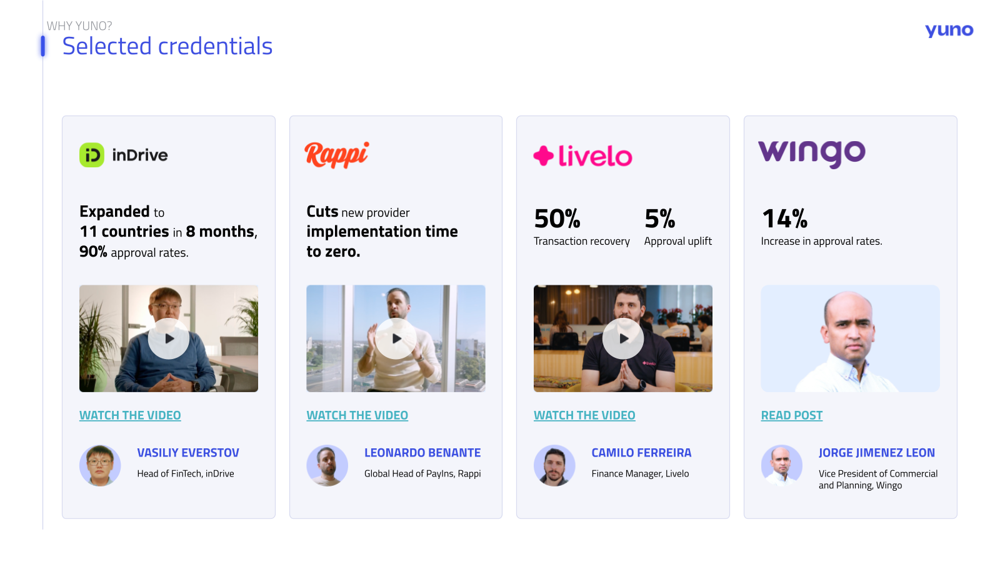 WHY YUNO?
Selected credentials
yuno
inDrive
Expanded to
11 countries in 8 months,
90% approval rates.
WATCH THE VIDEO
VASILIY EVERSTOV
Head of FinTech, inDrive
Rappi
Cuts new provider
implementation time
to zero.
WATCH THE VIDEO
LEONARDO BENANTE
Global Head of PayIns, Rappi
livelo
50%
Transaction recovery
5%
Approval uplift
livelo
WATCH THE VIDEO
CAMILO FERREIRA
Finance Manager, Livelo
wingo
14%
Increase in approval rates.
READ POST
JORGE JIMENEZ LEON
Vice President of Commercial
and Planning, Wingo